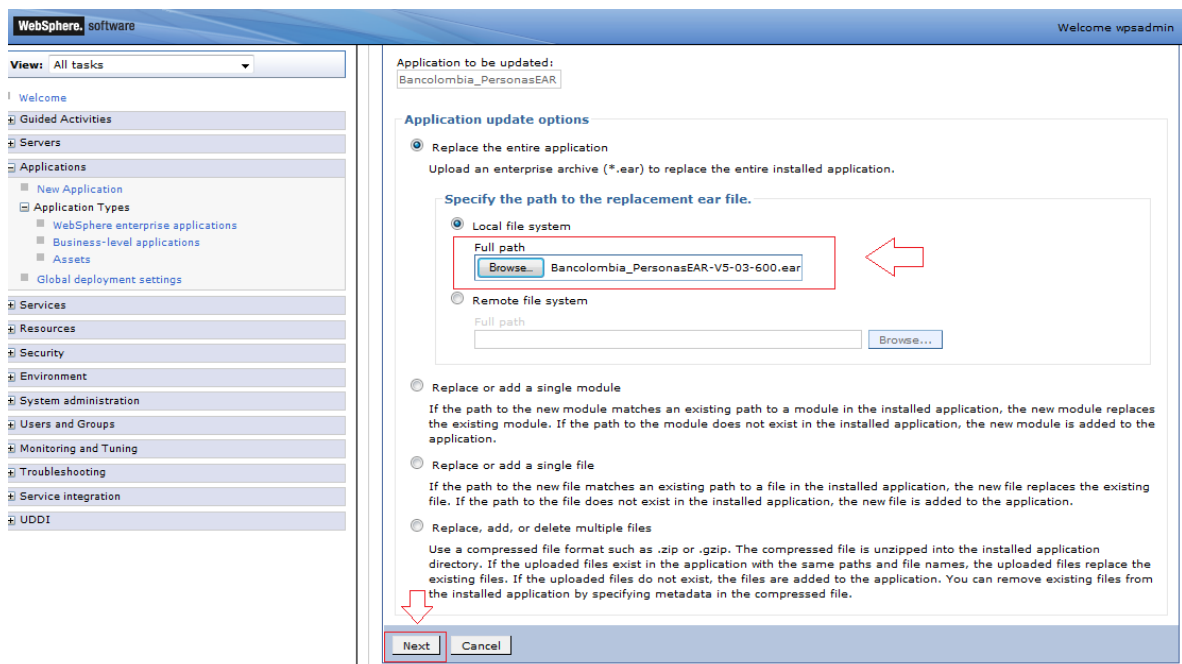 WebSphere. software
Welcome wpsadmin
View: All tasks
Welcome
Guided Activities
Servers
Applications
New Application
Application Types
WebSphere enterprise applications
Business-level applications
Assets
Global deployment settings
Services
Resources
Security
Environment
System administration
Users and Groups
Monitoring and Tuning
Troubleshooting
Service integration
UDDI
Application to be updated:
Bancolombia_PersonasEAR
Application update options
Replace the entire application
Upload an enterprise archive (*.ear) to replace the entire installed application.
Specify the path to the replacement ear file.
Local file system
Full path
Browse... Bancolombia_PersonasEAR-V5-03-600.ear
Remote file system
Full path
Browse...
Replace or add a single module
If the path to the new module matches an existing path to a module in the installed application, the new module replaces
the existing module. If the path to the module does not exist in the installed application, the new module is added to the
application.
Replace or add a single file
If the path to the new file matches an existing path to a file in the installed application, the new file replaces the existing
file. If the path to the file does not exist in the installed application, the new file is added to the application.
Replace, add, or delete multiple files
Use a compressed file format such as .zip or .gzip. The compressed file is unzipped into the installed application
directory. If the uploaded files exist in the application with the same paths and file names, the uploaded files replace the
existing files. If the uploaded files do not exist, the files are added to the application. You can remove existing files from
the installed application by specifying metadata in the compressed file.
Next Cancel